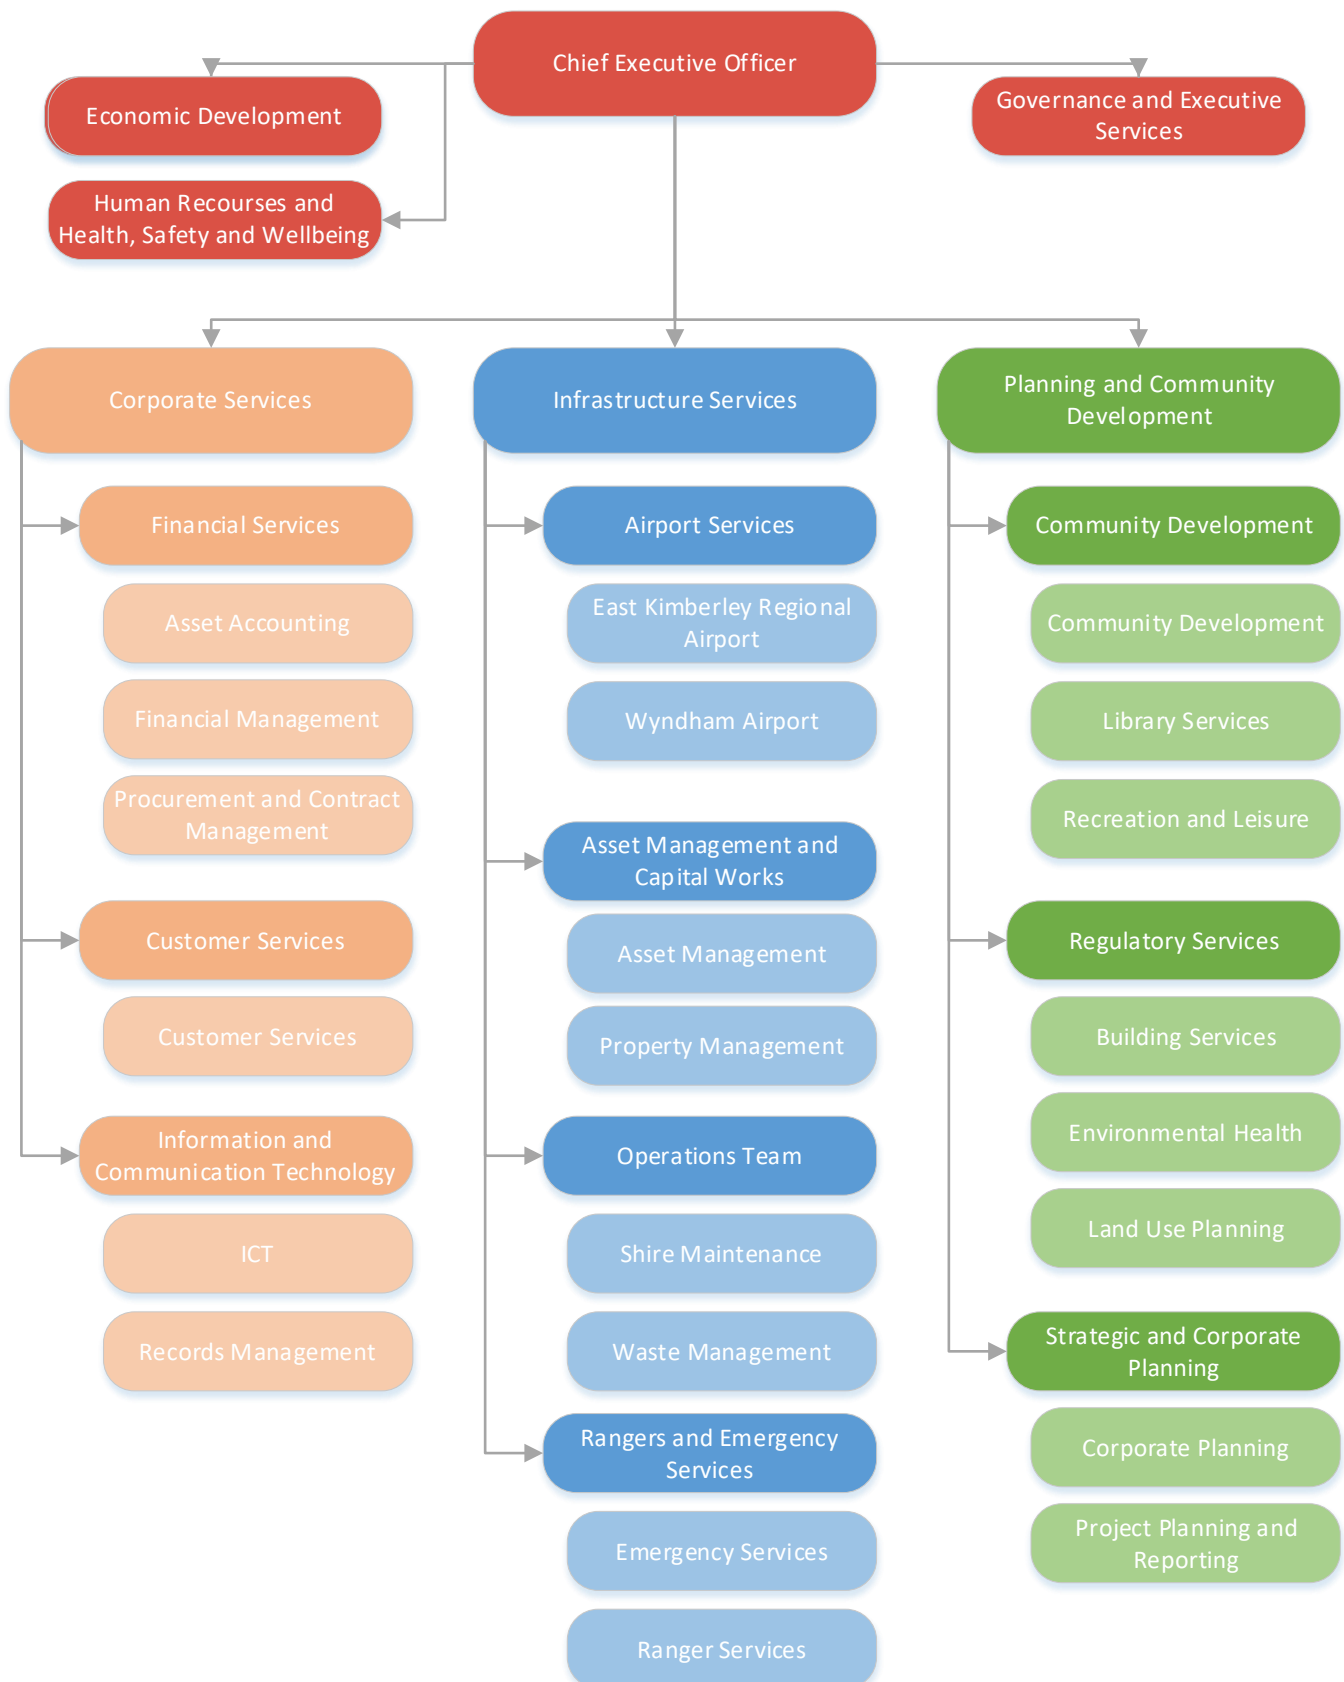 Chief Executive Officer
Economic Development
Governance and Executive
Services
Human Recourses and
Health, Safety and Wellbeing
Corporate Services
Financial Services
Asset Accounting
Financial Management
Procurement and Contract
Management
Customer Services
Customer Services
Information and
Communication Technology
ICT
Records Management
Infrastructure Services
Airport Services
East Kimberley Regional
Airport
Wyndham Airport
Asset Management and
Capital Works
Asset Management
Property Management
Operations Team
Shire Maintenance
Waste Management
Rangers and Emergency
Services
Emergency Services
Ranger Services
Planning and Community
Development
Community Development
Community Development
Library Services
Recreation and Leisure
Regulatory Services
Building Services
Environmental Health
Land Use Planning
Strategic and Corporate
Planning
Corporate Planning
Project Planning and
Reporting